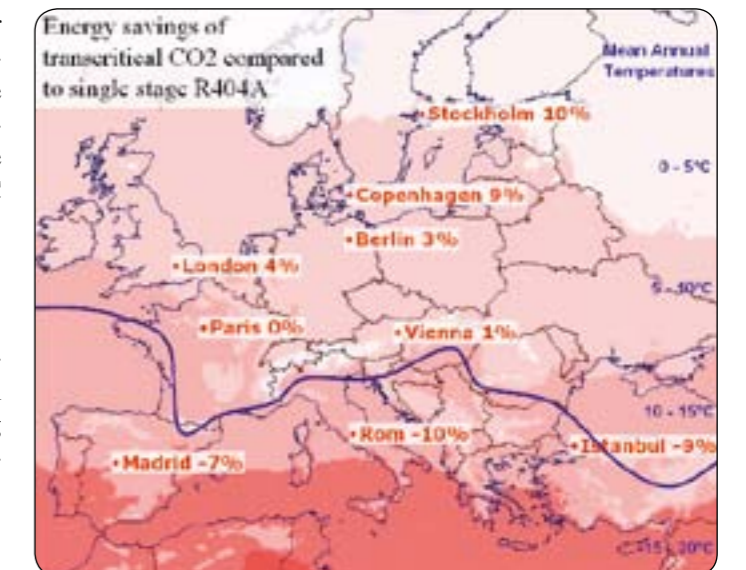 Energy savings of
transcritical CO2 compared
to single stage R404A
Mean Annual
Temperatures
•Stockholm 10%
0 - 5°C
•Copenhagen 9%
•Berlin 3%
•London 4%
5 - 10°C
•Paris 0%
•Vienna 1%
10 - 15°C
•Rom -10%
•Istanbul -9%
•Madrid -7%
15 - 20°C